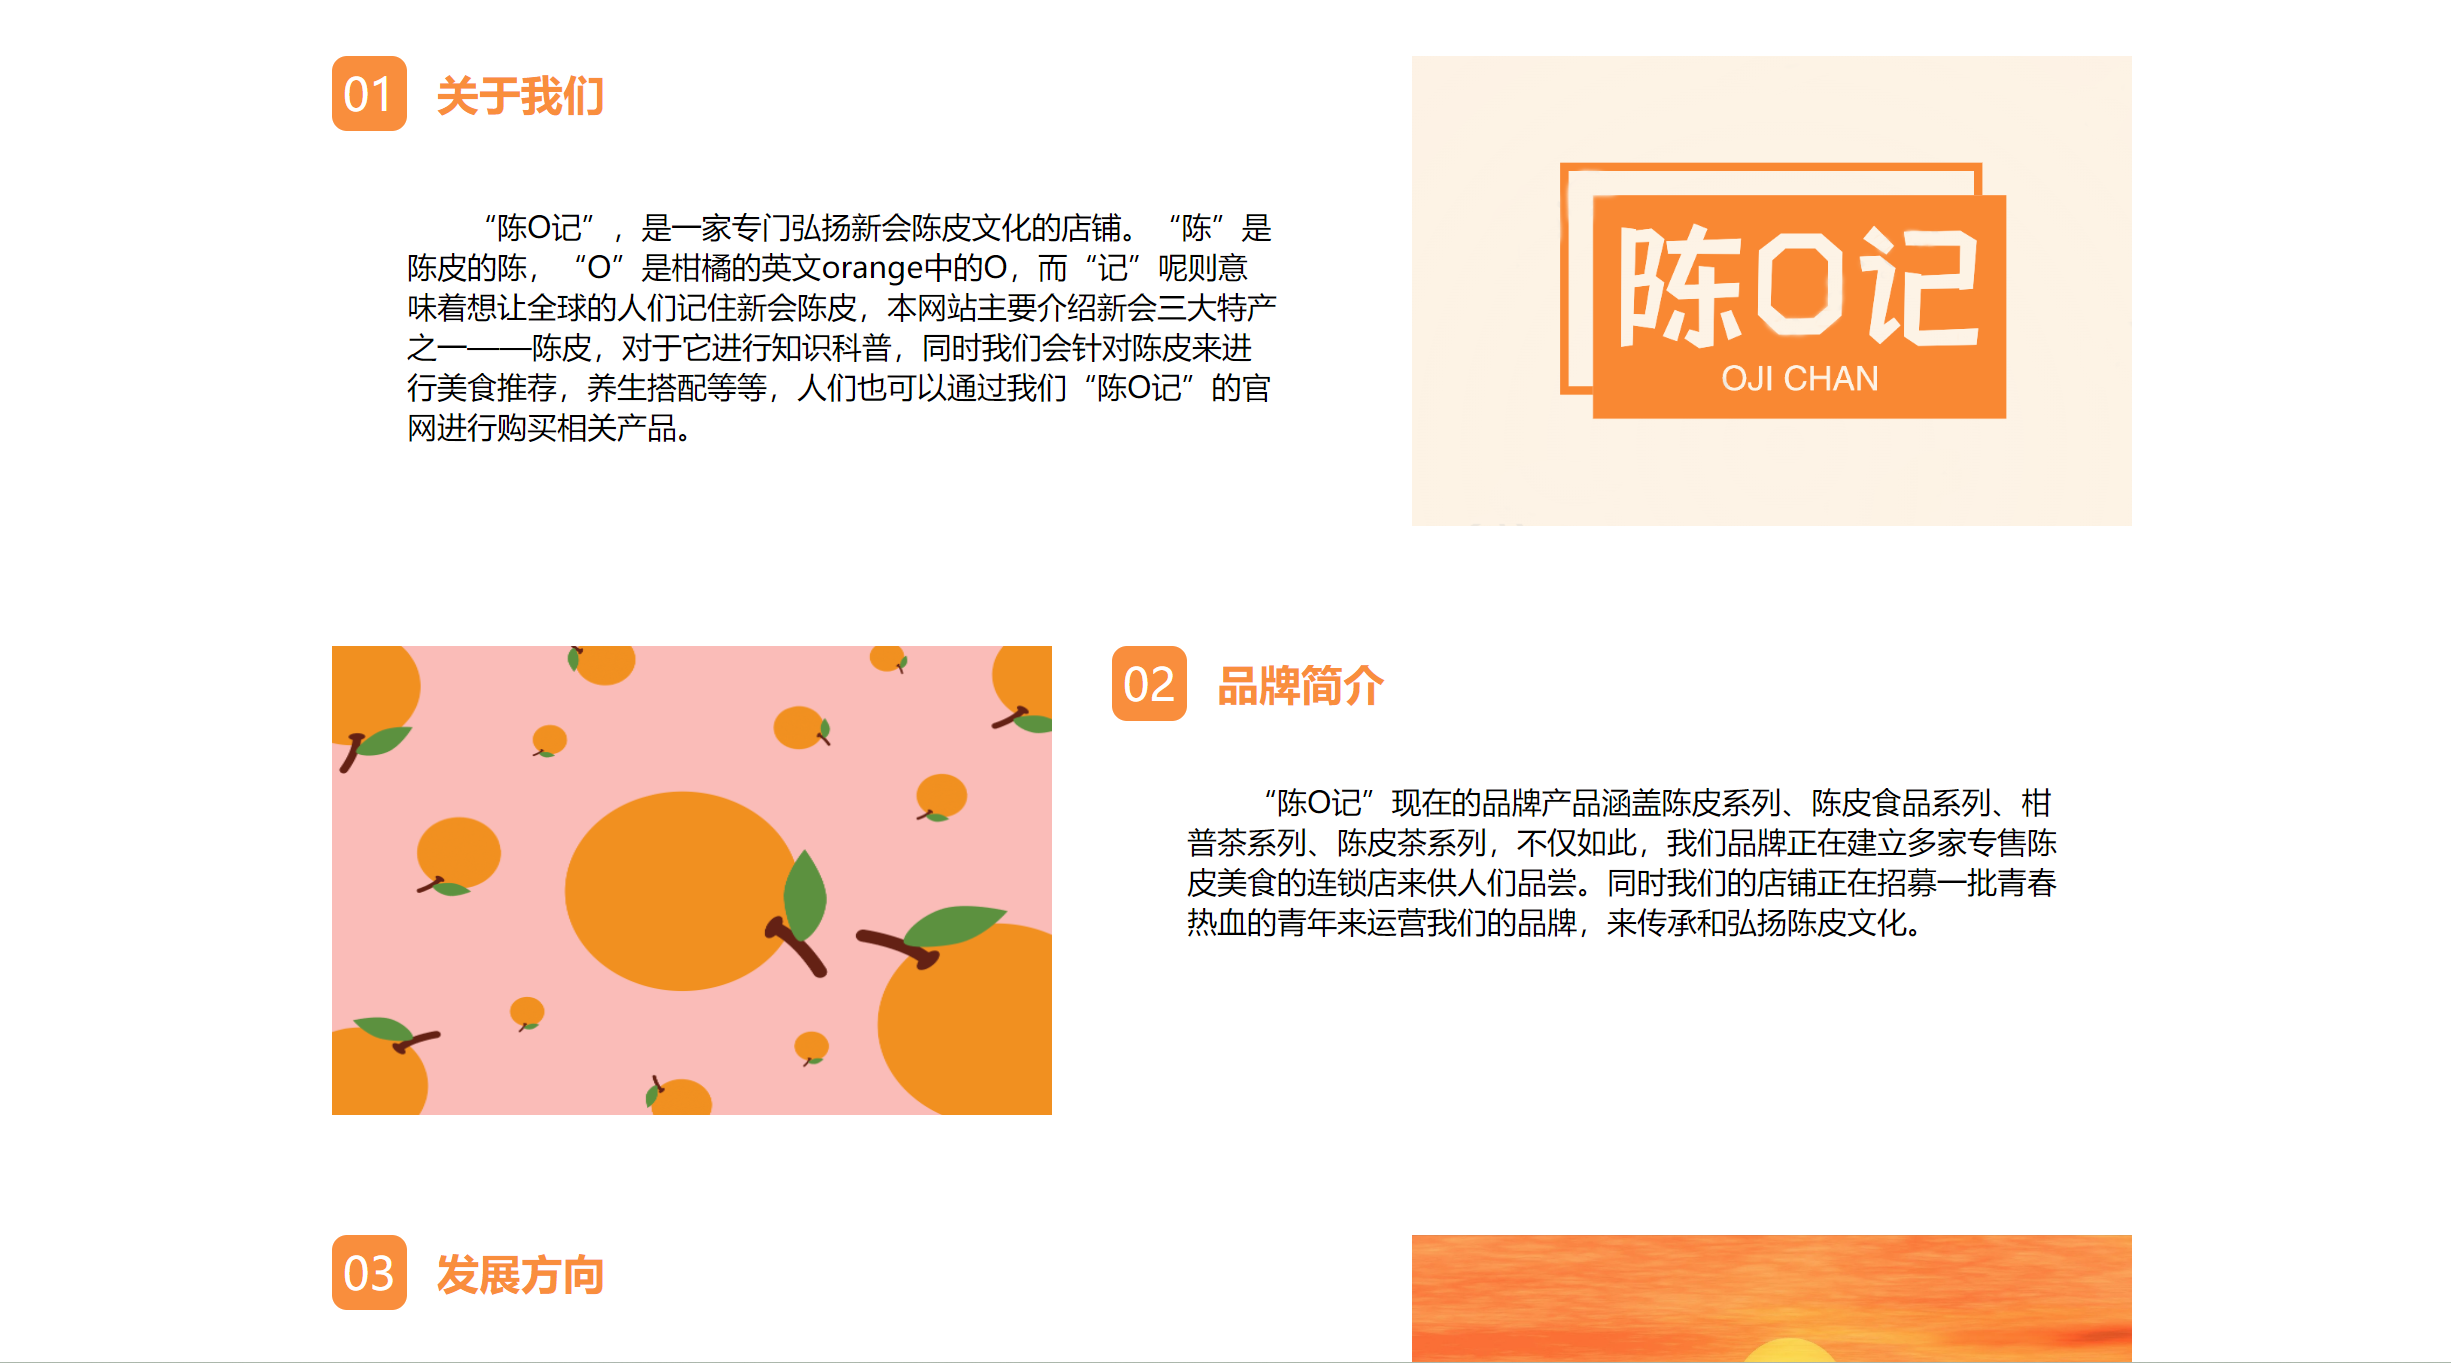 01 关于我们
“陈O记”，是一家专门弘扬新会陈皮文化的店铺。“陈”是
陈皮的陈，“O”是柑橘的英文orange中的O，而“记”呢则意
味着想让全球的人们记住新会陈皮，本网站主要介绍新会三大特产
之一——陈皮，对于它进行知识科普，同时我们会针对陈皮来进
行美食推荐，养生搭配等等，人们也可以通过我们“陈O记”的官
网进行购买相关产品。
陈O记
OJI CHAN
02 品牌简介
“陈O记”现在的品牌产品涵盖陈皮系列、陈皮食品系列、柑
普茶系列、陈皮茶系列，不仅如此，我们品牌正在建立多家专售陈
皮美食的连锁店来供人们品尝。同时我们的店铺正在招募一批青春
热血的青年来运营我们的品牌，来传承和弘扬陈皮文化。
03 发展方向